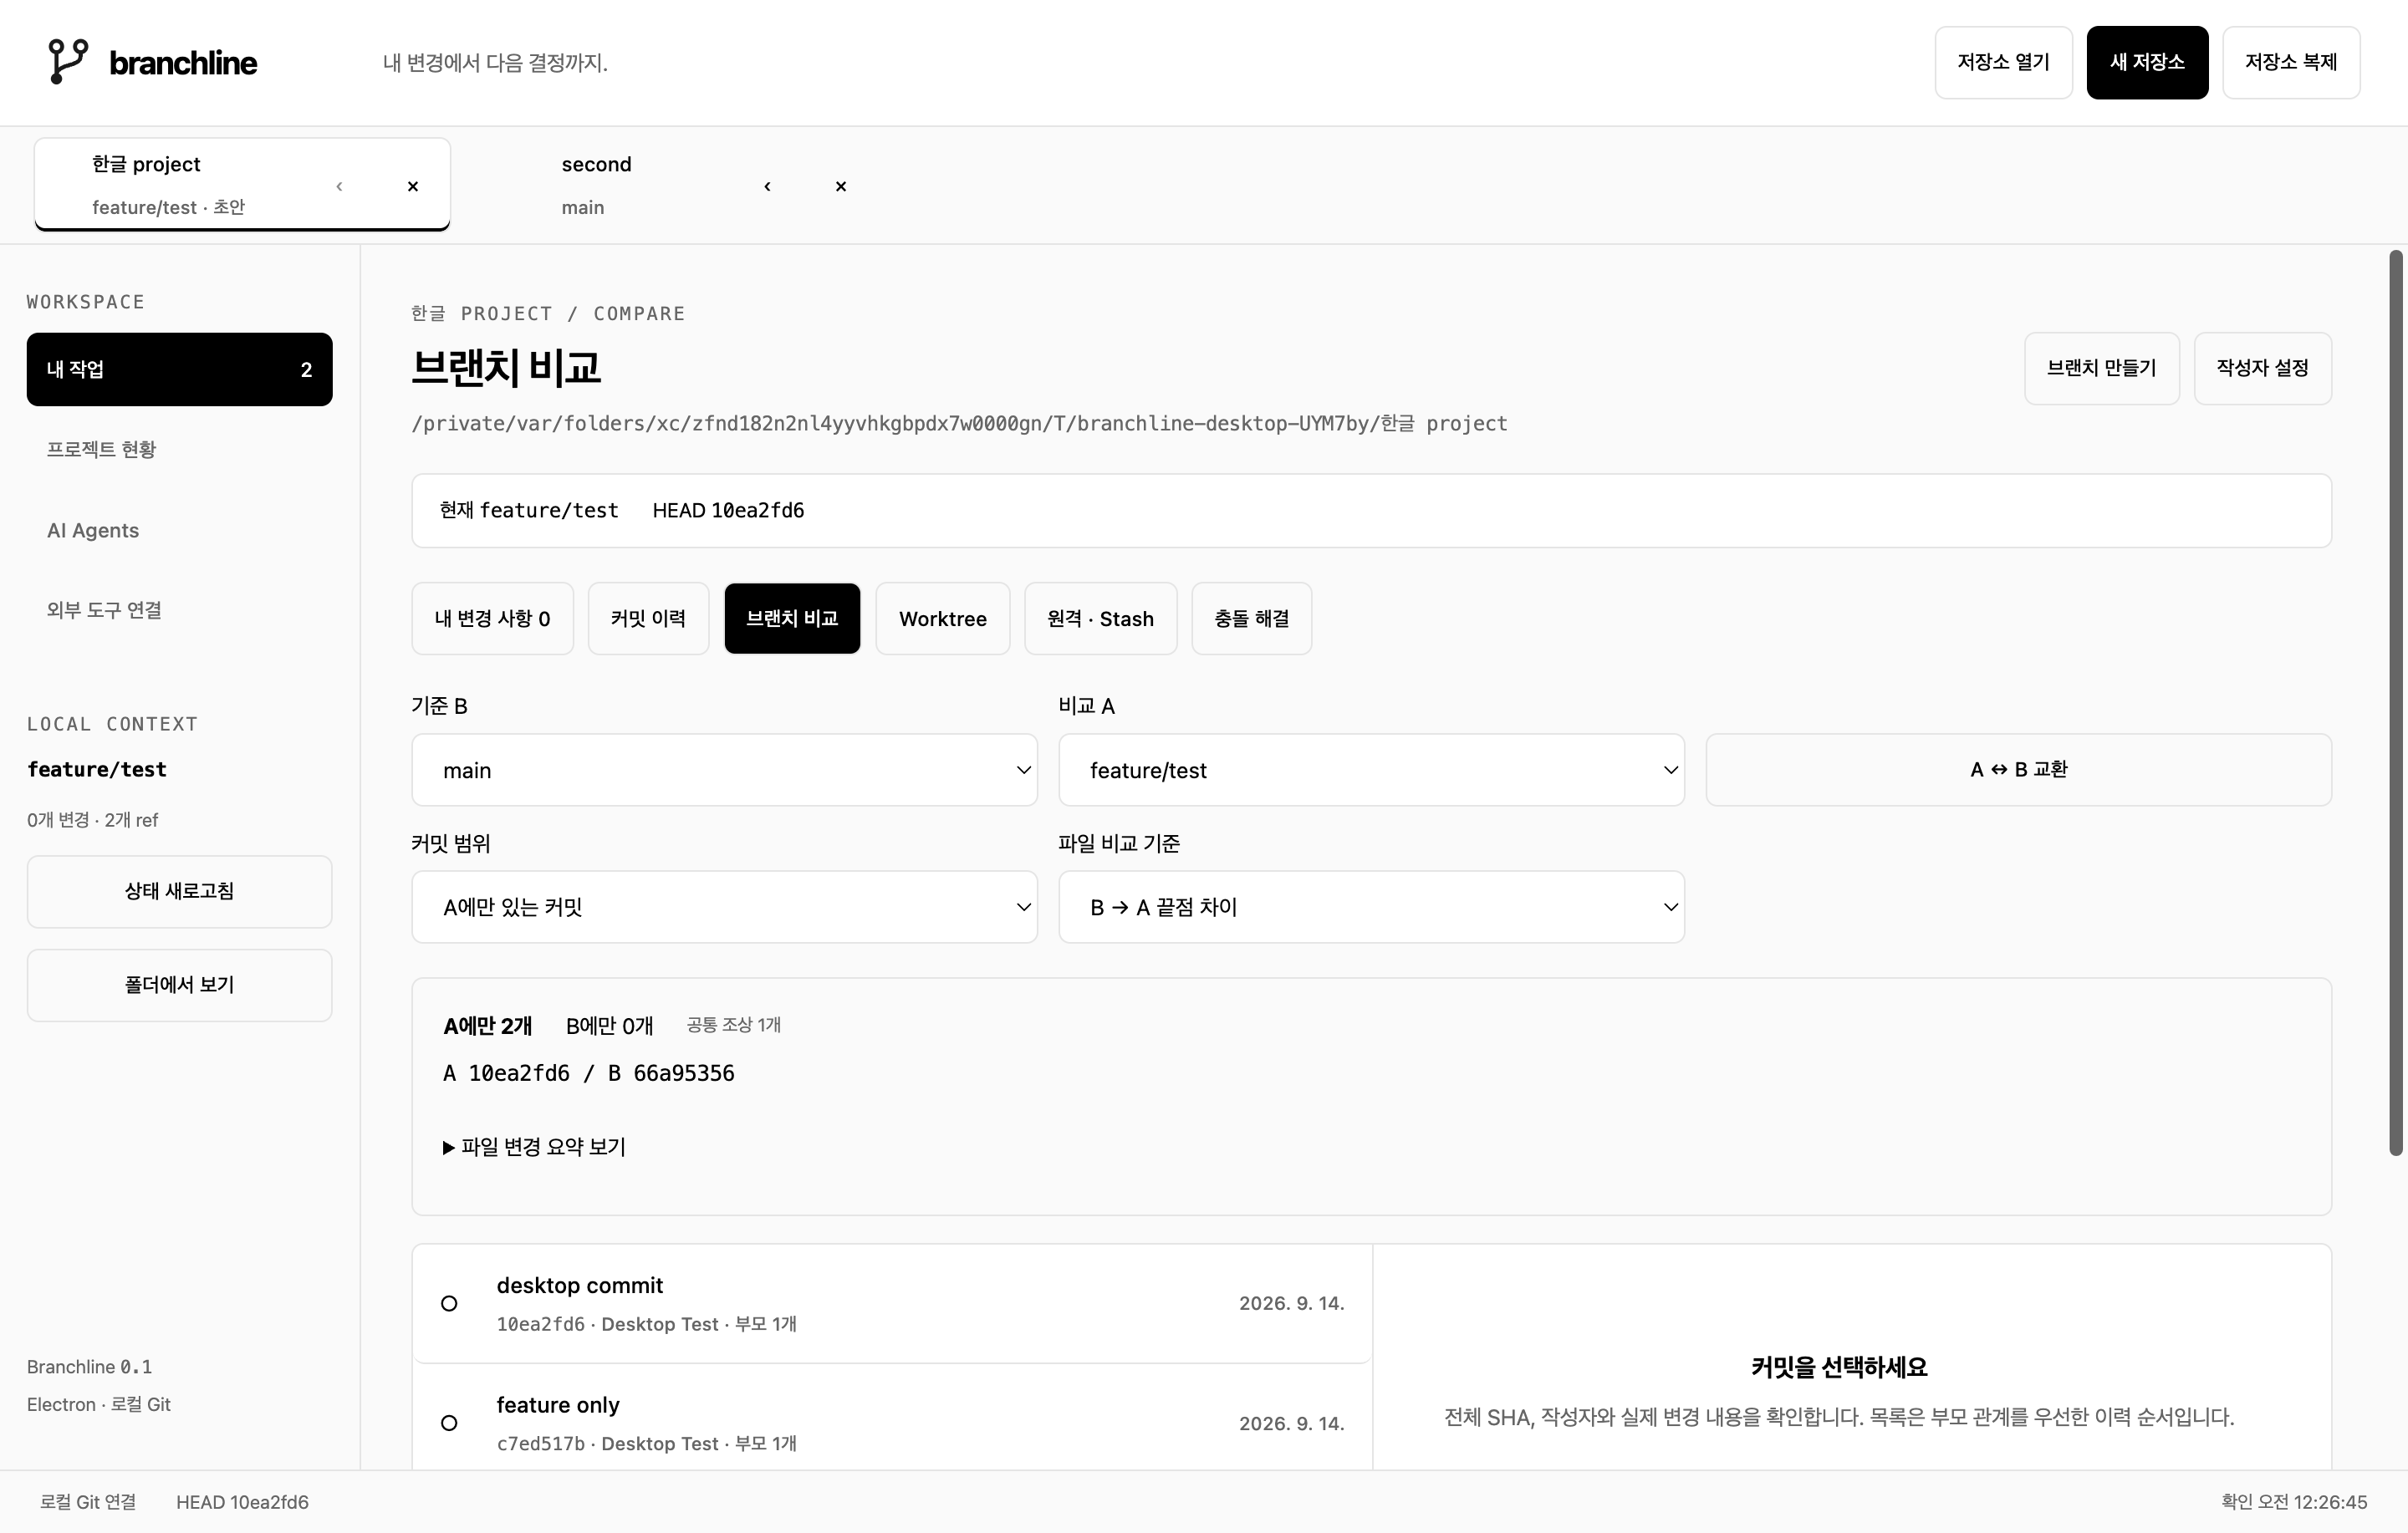 branchline
내 변경에서 다음 결정까지.
저장소 열기
새 저장소
저장소 복제
한글 project
feature/test · 초안
‹
×
second
main
‹
×
WORKSPACE
내 작업 2
프로젝트 현황
AI Agents
외부 도구 연결
LOCAL CONTEXT
feature/test
0개 변경 · 2개 ref
상태 새로고침
폴더에서 보기
Branchline 0.1
Electron · 로컬 Git
한글 PROJECT / COMPARE
브랜치 비교
/private/var/folders/xc/zfnd182n2nl4yyvhkgbpdx7w0000gn/T/branchline-desktop-UYM7by/한글 project
브랜치 만들기
작성자 설정
현재 feature/test HEAD 10ea2fd6
내 변경 사항 0
커밋 이력
브랜치 비교
Worktree
원격 · Stash
충돌 해결
기준 B
main
비교 A
feature/test
A ↔ B 교환
커밋 범위
A에만 있는 커밋
파일 비교 기준
B → A 끝점 차이
A에만 2개 B에만 0개 공통 조상 1개
A 10ea2fd6 / B 66a95356
▶ 파일 변경 요약 보기
desktop commit
10ea2fd6 · Desktop Test · 부모 1개
2026. 9. 14.
feature only
c7ed517b · Desktop Test · 부모 1개
2026. 9. 14.
커밋을 선택하세요
전체 SHA, 작성자와 실제 변경 내용을 확인합니다. 목록은 부모 관계를 우선한 이력 순서입니다.
로컬 Git 연결
HEAD 10ea2fd6
확인 오전 12:26:45